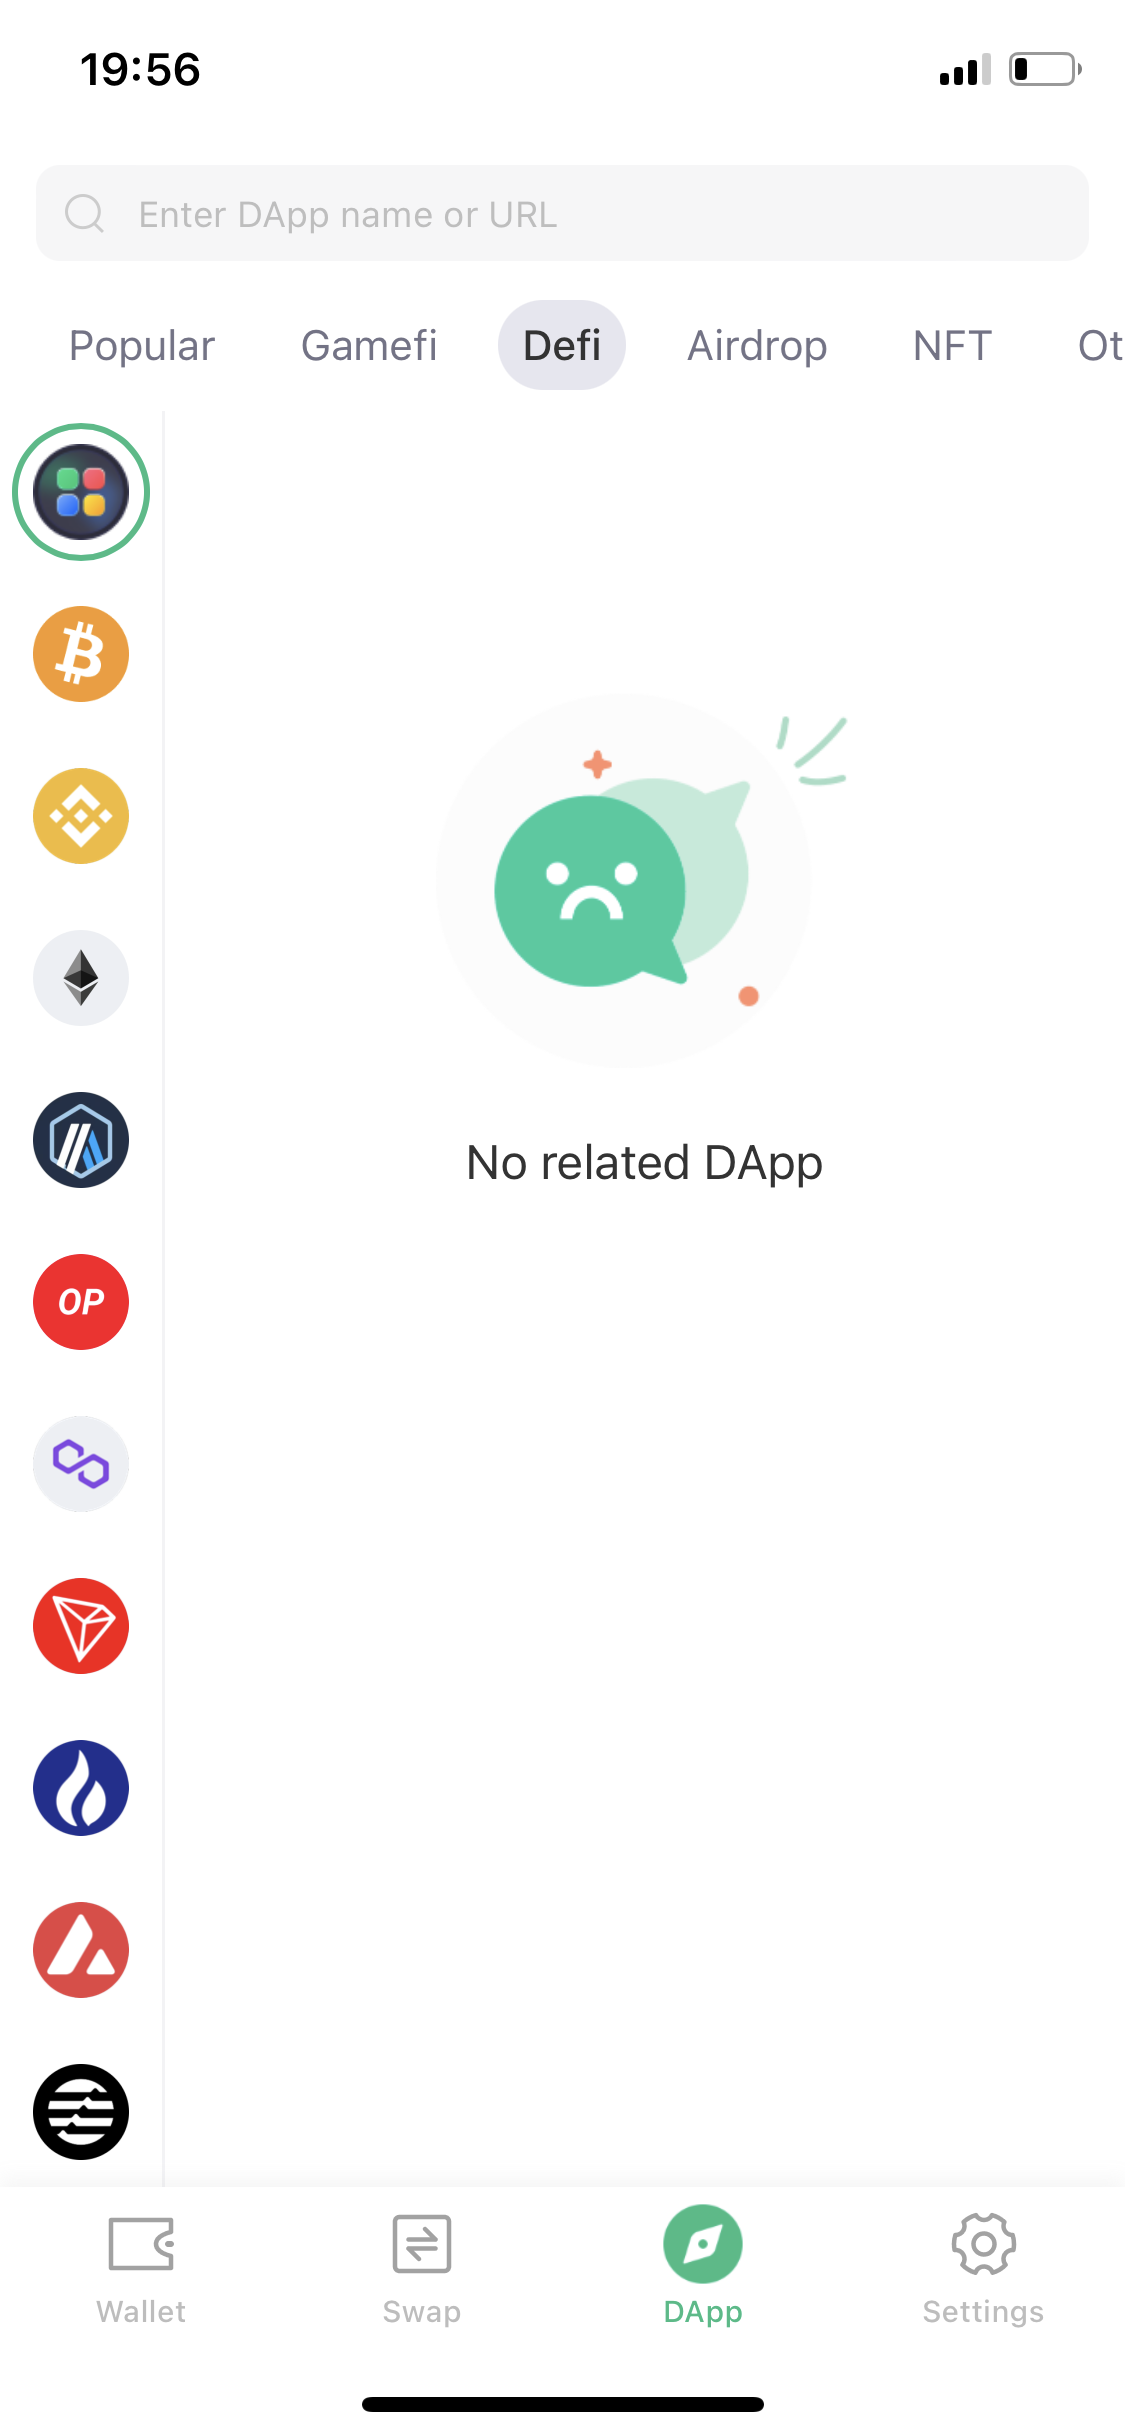 19:56
Enter DApp name or URL
Popular Gamefi Defi Airdrop NFT Ot
OP
No related DApp
Wallet Swap DApp Settings